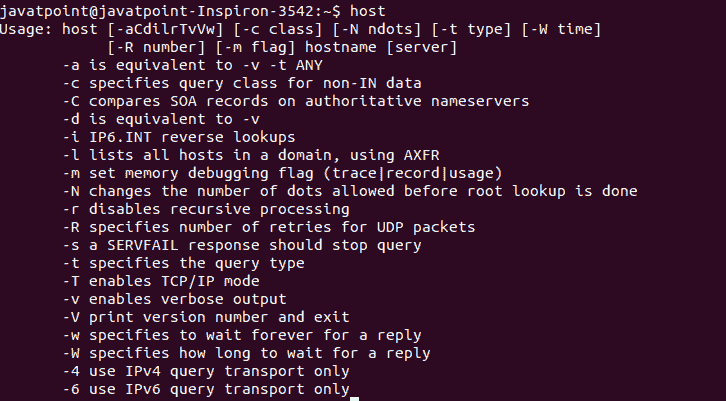 javatpoint@javatpoint-Inspiron-3542:~$ host
Usage: host [-aCdilrTvVw] [-c class] [-N ndots] [-t type] [-W time]
            [-R number] [-m flag] hostname [server]
       -a is equivalent to -v -t ANY
       -c specifies query class for non-IN data
       -C compares SOA records on authoritative nameservers
       -d is equivalent to -v
       -i IP6.INT reverse lookups
       -l lists all hosts in a domain, using AXFR
       -m set memory debugging flag (trace|record|usage)
       -N changes the number of dots allowed before root lookup is done
       -r disables recursive processing
       -R specifies number of retries for UDP packets
       -s a SERVFAIL response should stop query
       -t specifies the query type
       -T enables TCP/IP mode
       -v enables verbose output
       -V print version number and exit
       -w specifies to wait forever for a reply
       -W specifies how long to wait for a reply
       -4 use IPv4 query transport only
       -6 use IPv6 query transport only